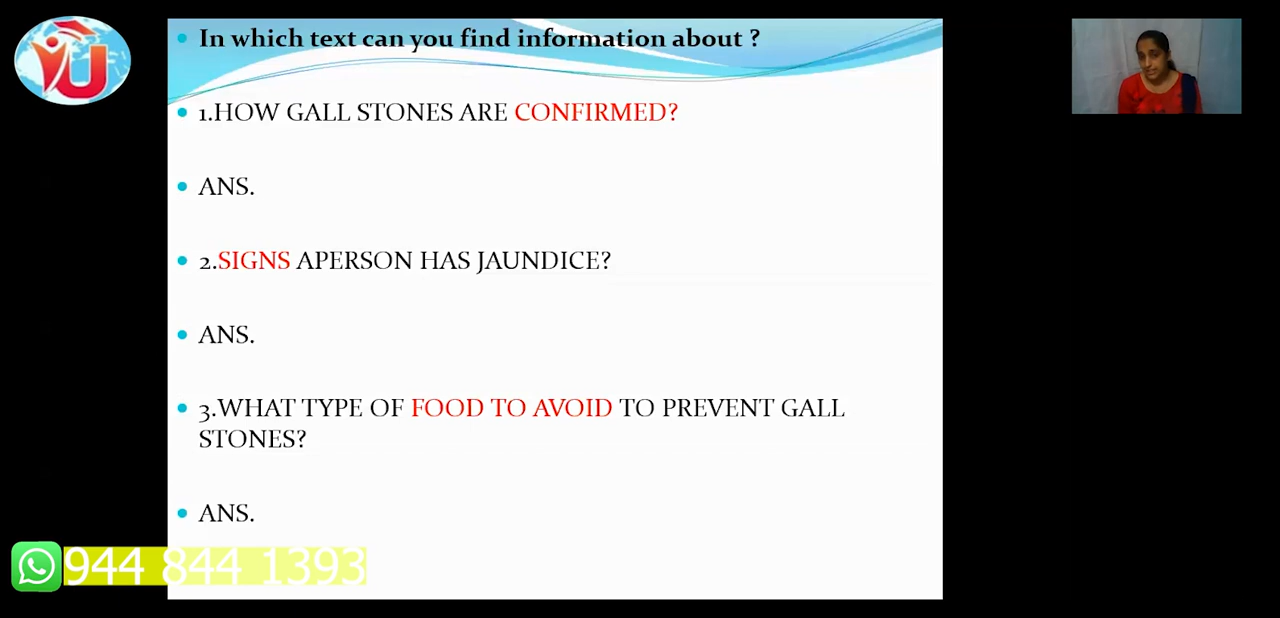 In which text can you find information about ?
1.HOW GALL STONES ARE CONFIRMED?
ANS.
2.SIGNS APERSON HAS JAUNDICE?
ANS.
3.WHAT TYPE OF FOOD TO AVOID TO PREVENT GALL
STONES?
ANS.
944 844 1393